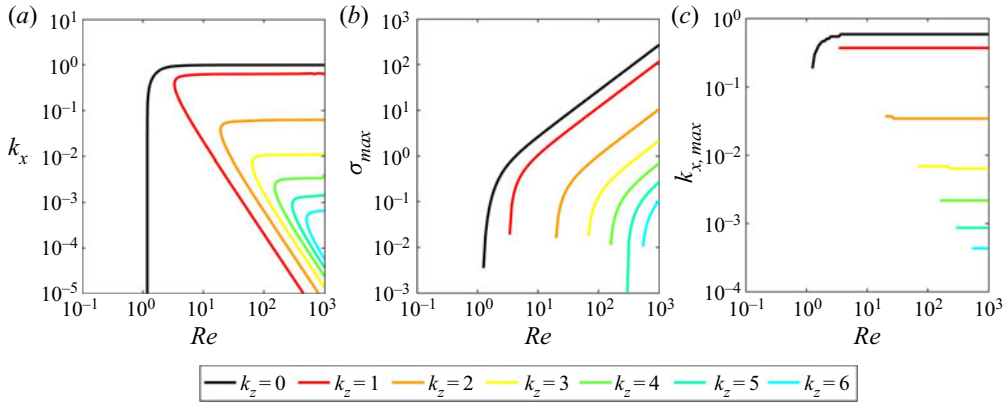 (a) (b) (c)
10^1 10^0 10^-1 10^-2 10^-3 10^-4 10^-5
k_x
10^-1 10^0 10^1 10^2 10^3
Re
10^3 10^2 10^1 10^0 10^-1 10^-2 10^-3
σ_max
10^-1 10^0 10^1 10^2 10^3
Re
10^0 10^-1 10^-2 10^-3 10^-4
k_x, max
10^-1 10^0 10^1 10^2 10^3
Re
k_z = 0 k_z = 1 k_z = 2 k_z = 3 k_z = 4 k_z = 5 k_z = 6